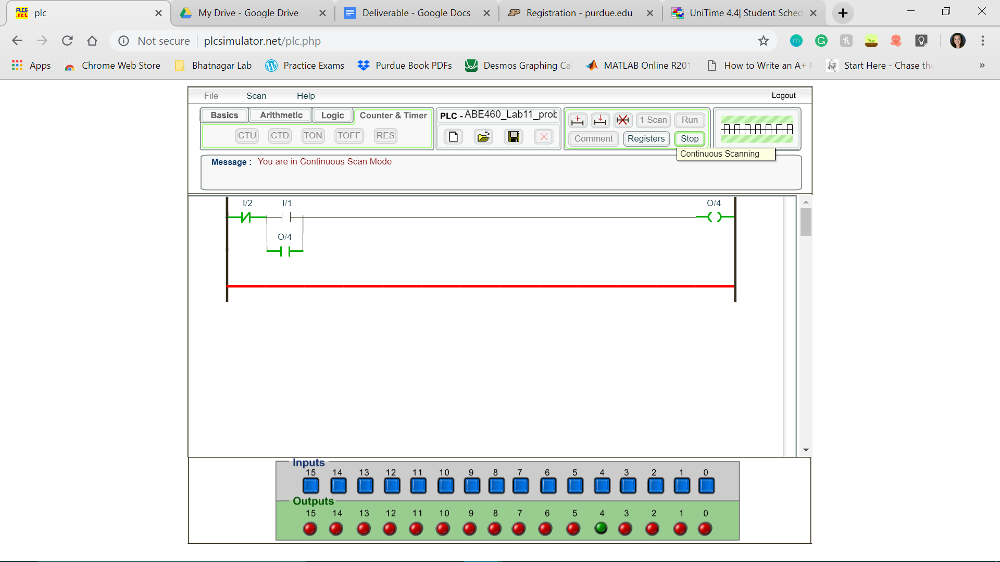 plc
My Drive - Google Drive
Deliverable - Google Docs
Registration - purdue.edu
UniTime 4.4| Student Sched
Not secure
plcsimulator.net/plc.php
Apps
Chrome Web Store
Bhatnagar Lab
Practice Exams
Purdue Book PDFs
Desmos Graphing Ca
MATLAB Online R201
How to Write an A+
Start Here - Chase the
»
File
Scan
Help
Logout
Basics
Arithmetic
Logic
Counter & Timer
PLC - ABE460_Lab11_prob
1 Scan
Run
CTU
CTD
TON
TOFF
RES
Comment
Registers
Stop
Continuous Scanning
Message : You are in Continuous Scan Mode
I/2 I/1 O/4
O/4
Inputs
15 14 13 12 11 10 9 8 7 6 5 4 3 2 1 0
Outputs
15 14 13 12 11 10 9 8 7 6 5 4 3 2 1 0